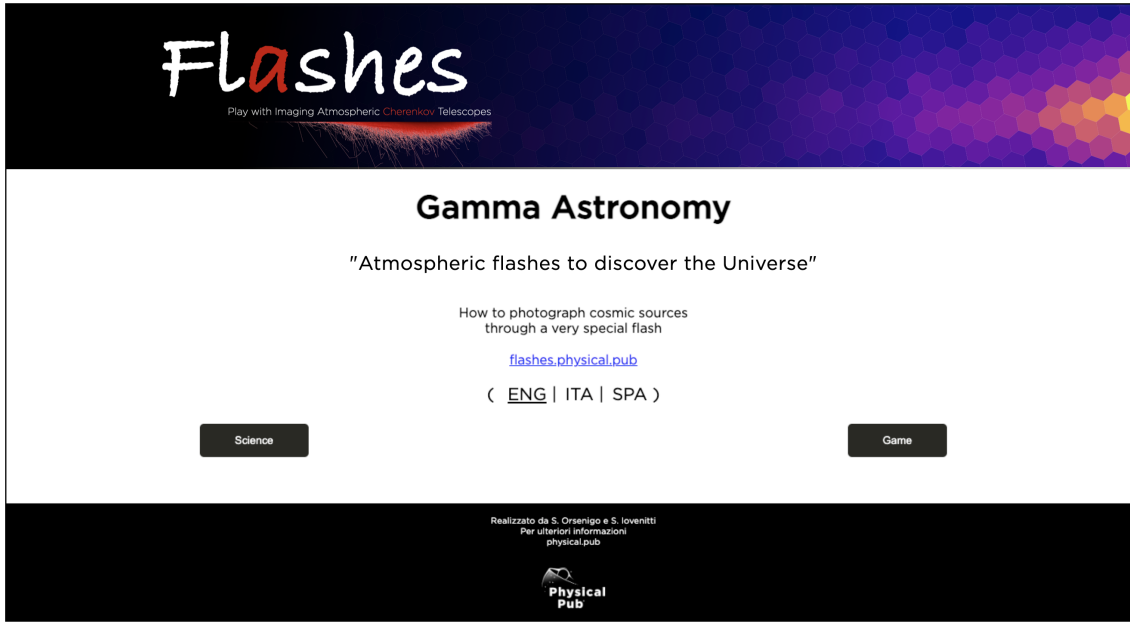 Flashes
Play with Imaging Atmospheric Cherenkov Telescopes
Gamma Astronomy
"Atmospheric flashes to discover the Universe"
How to photograph cosmic sources
through a very special flash
flashes.physical.pub
( ENG | ITA | SPA )
Science
Game
Realizzato da S. Orsenigo e S. Iovenitti
Per ulteriori informazioni
physical.pub
Physical
Pub